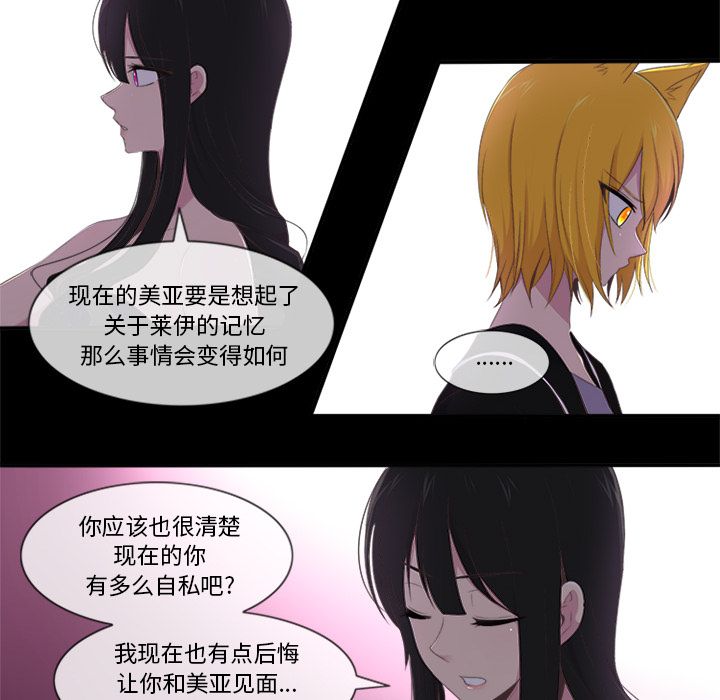 现在的美亚要是想起了
关于莱伊的记忆
那么事情会变得如何
……
你应该也很清楚
现在的你
有多么自私吧?
我现在也有点后悔
让你和美亚见面...